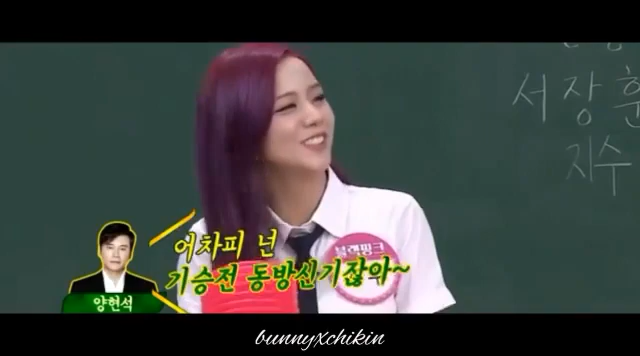 서장훈
지수
블랙핑크
어차피 넌
기승전 동방신기잖아~
양현석
bunnyxchikin